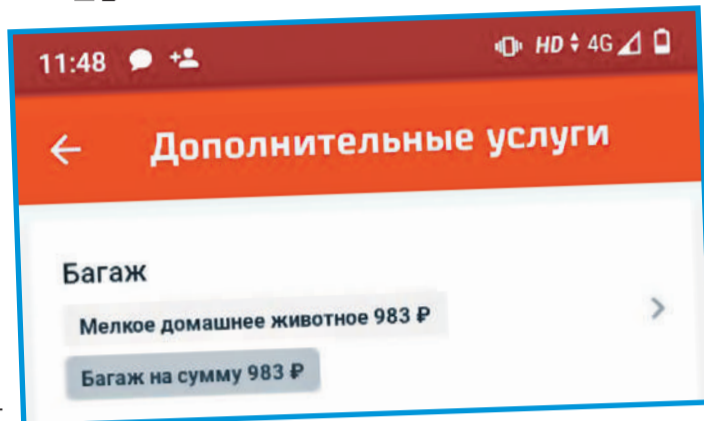 11:48 HD 4G
Дополнительные услуги
Багаж
Мелкое домашнее животное 983 ₽
Багаж на сумму 983 ₽